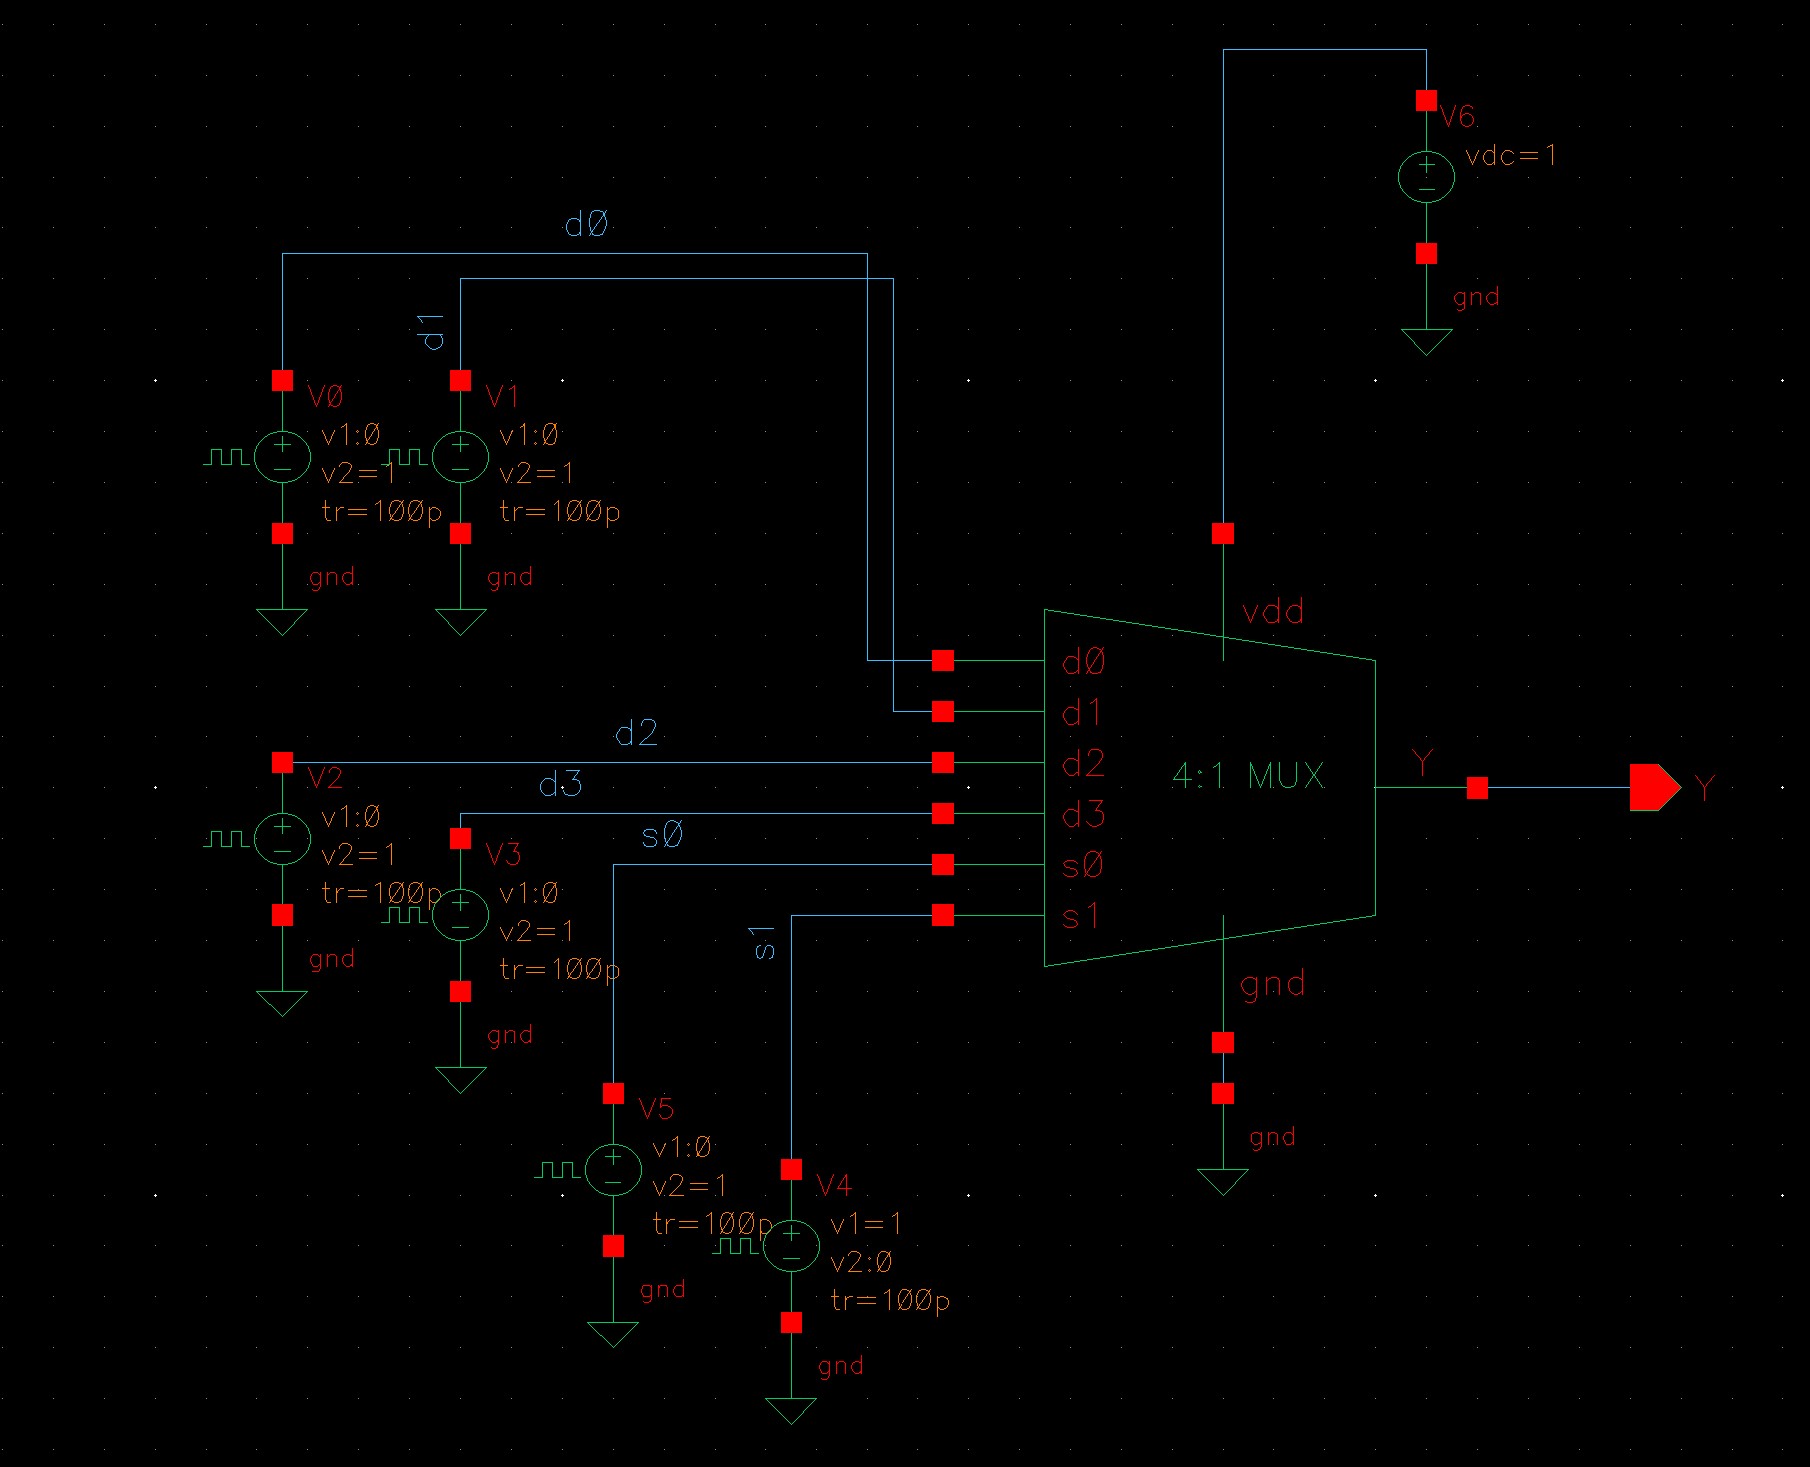 V6
vdc=1
gnd
d0
d1
V0
v1:0
v2=1
tr=100p
gnd
V1
v1:0
v2=1
tr=100p
gnd
vdd
d0
d1
d2
d3
s0
s1
4:1 MUX
Y
Y
gnd
gnd
d2
d3
s0
s1
V2
v1:0
v2=1
tr=100p
gnd
V3
v1:0
v2=1
tr=100p
gnd
V5
v1:0
v2=1
tr=100p
gnd
V4
v1=1
v2:0
tr=100p
gnd